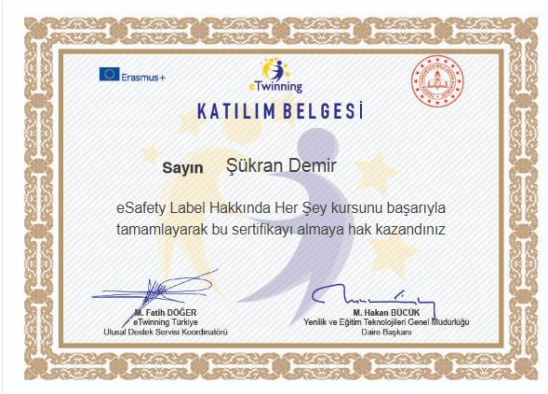 Erasmus+
eTwinning
KATILIM BELGESİ
Sayın Şükran Demir
eSafety Label Hakkında Her Şey kursunu başarıyla
tamamlayarak bu sertifikayı almaya hak kazandınız
M. Fatih DÖĞER
eTwinning Türkiye
Ulusal Destek Servisi Koordinatörü
M. Hakan BÜCÜK
Yenilik ve Eğitim Teknolojileri Genel Müdürlüğü
Daire Başkanı